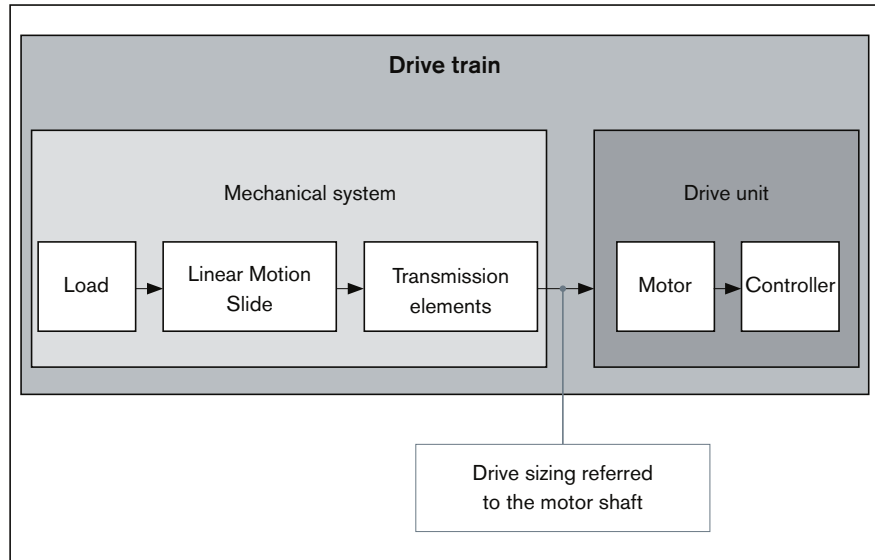 Drive train
Mechanical system
Drive unit
Load
Linear Motion
Slide
Transmission
elements
Motor
Controller
Drive sizing referred
to the motor shaft